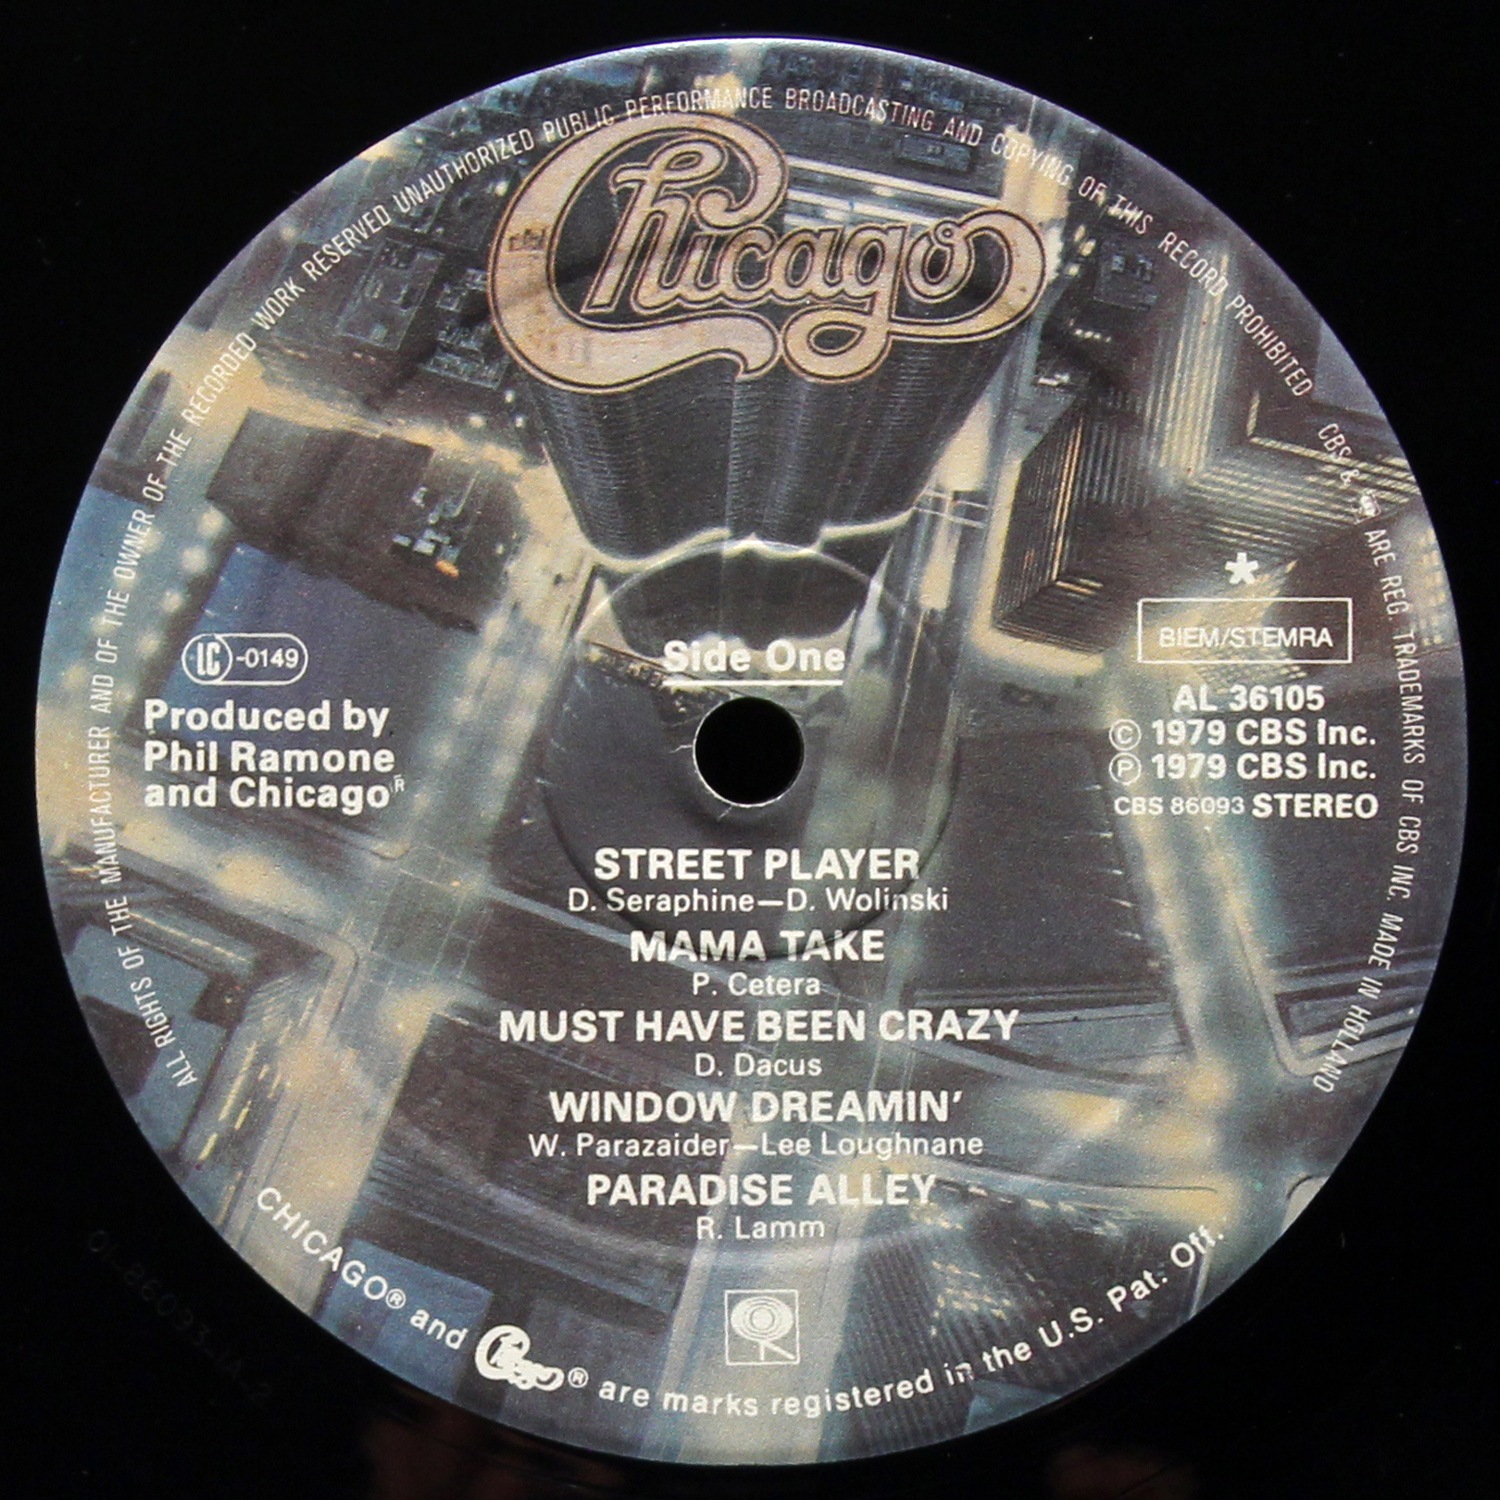 ALL RIGHTS OF THE MANUFACTURER AND OF THE OWNER OF THE RECORDED WORK RESERVED UNAUTHORIZED PUBLIC PERFORMANCE BROADCASTING AND COPYING OF THIS RECORD PROHIBITED CBS & ARE REG. TRADEMARKS OF CBS INC. MADE IN HOLLAND
Chicago
*
BIEM/STEMRA
LC-0149
Side One
AL 36105
Produced by
Phil Ramone
and Chicago®
© 1979 CBS Inc.
℗ 1979 CBS Inc.
CBS 86093 STEREO
STREET PLAYER
D. Seraphine—D. Wolinski
MAMA TAKE
P. Cetera
MUST HAVE BEEN CRAZY
D. Dacus
WINDOW DREAMIN’
W. Parazaider—Lee Loughnane
PARADISE ALLEY
R. Lamm
CHICAGO® and Chicago® are marks registered in the U.S. Pat. Off.